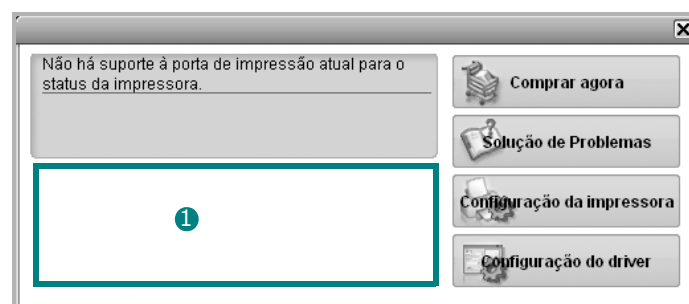 Não há suporte à porta de impressão atual para o
status da impressora.
Comprar agora
Solução de Problemas
Configuração da impressora
Configuração do driver
1